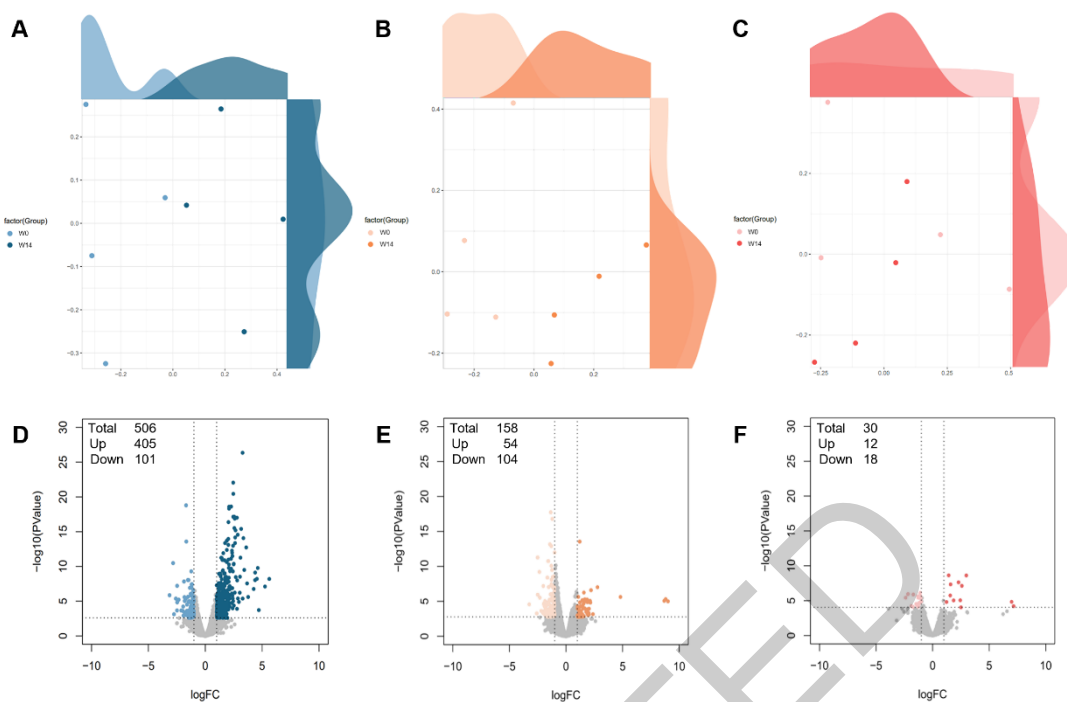 A
B
C
0.2
0.1
0.0
−0.1
−0.2
−0.3
−0.2
0.0
0.2
0.4
factor(Group)
W0
W14
0.4
0.2
0.0
−0.2
−0.2
0.0
0.2
factor(Group)
W0
W14
0.2
0.0
−0.2
−0.25
0.00
0.25
0.5
factor(Group)
W0
W14
D
Total 506
Up 405
Down 101
30
25
20
15
10
5
0
−log10(PValue)
−10
−5
0
5
10
logFC
E
Total 158
Up 54
Down 104
30
25
20
15
10
5
0
−log10(PValue)
−10
−5
0
5
10
logFC
F
Total 30
Up 12
Down 18
30
25
20
15
10
5
0
−log10(PValue)
−10
−5
0
5
10
logFC